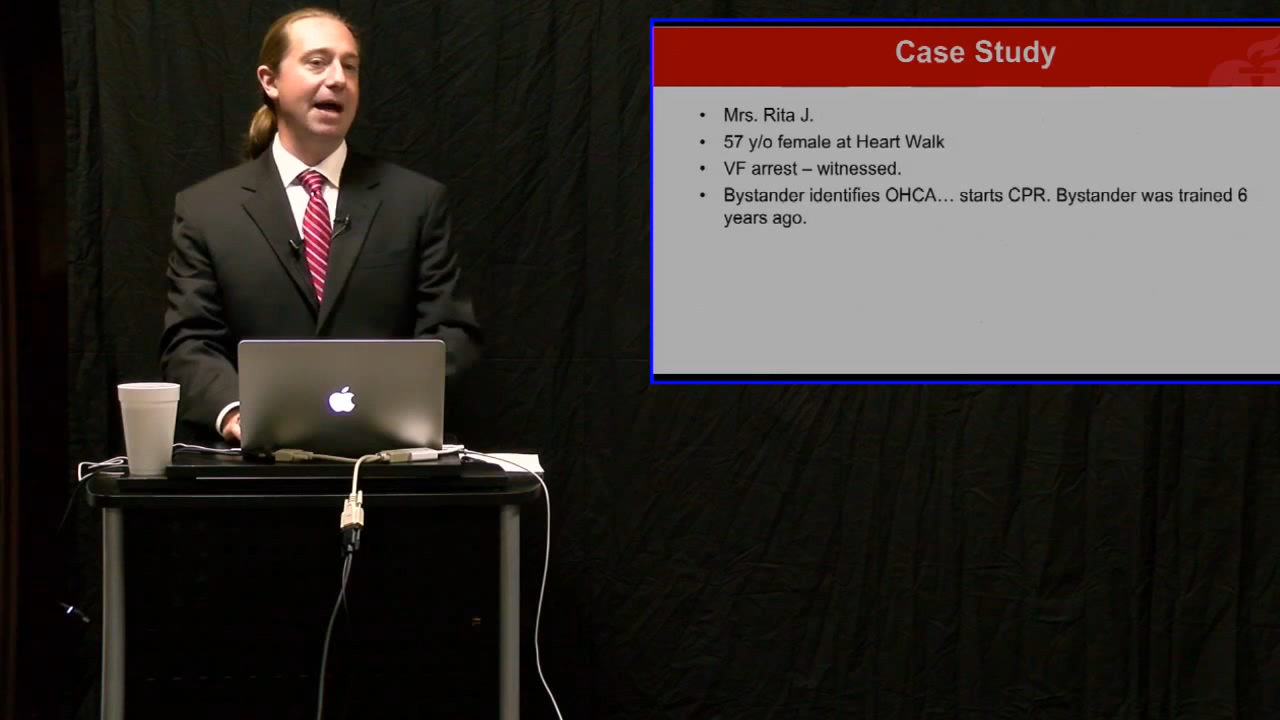 Case Study
• Mrs. Rita J.
• 57 y/o female at Heart Walk
• VF arrest – witnessed.
• Bystander identifies OHCA… starts CPR. Bystander was trained 6
years ago.